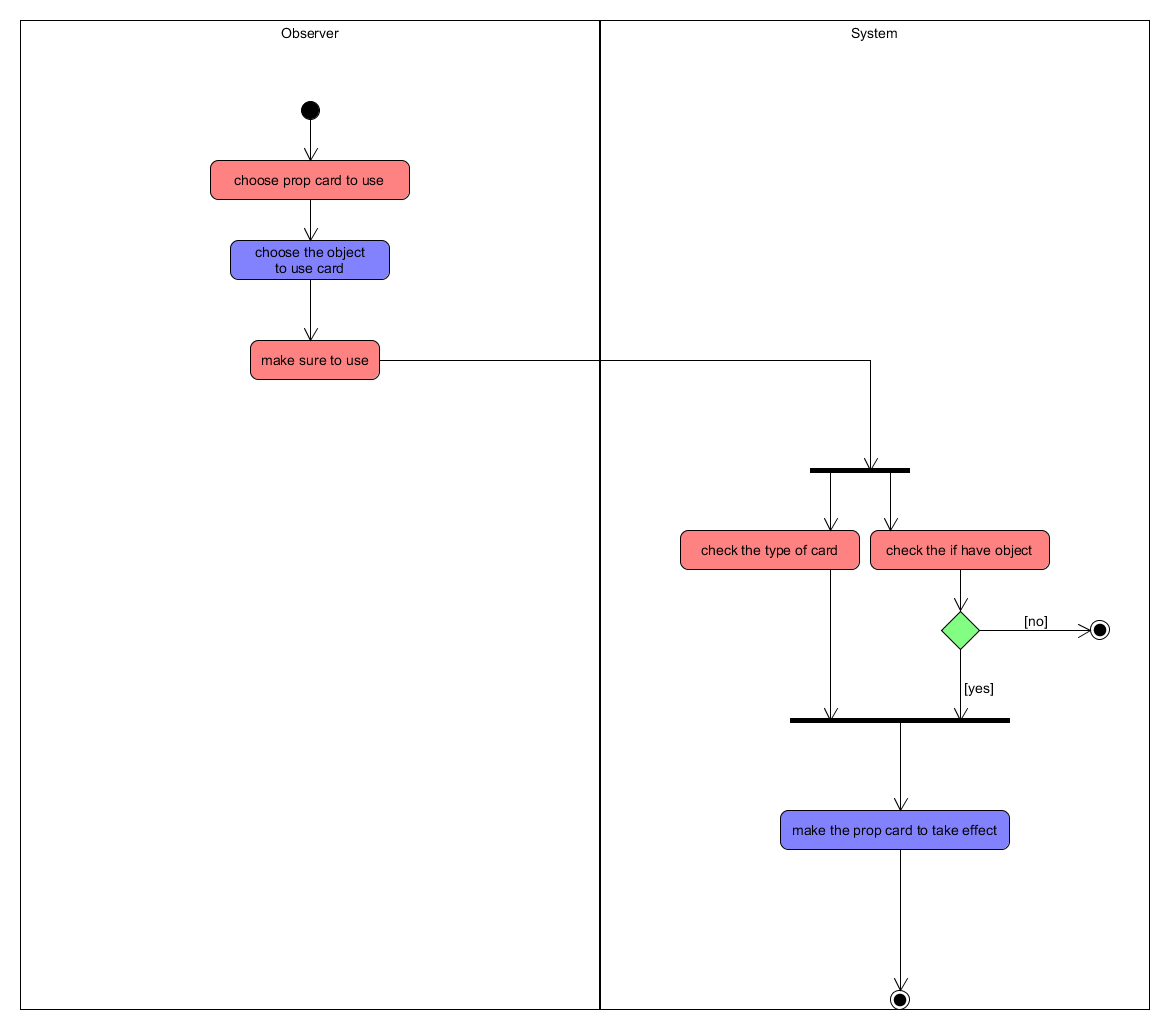 Observer
System
choose prop card to use
choose the object
to use card
make sure to use
check the type of card
check the if have object
[no]
[yes]
make the prop card to take effect